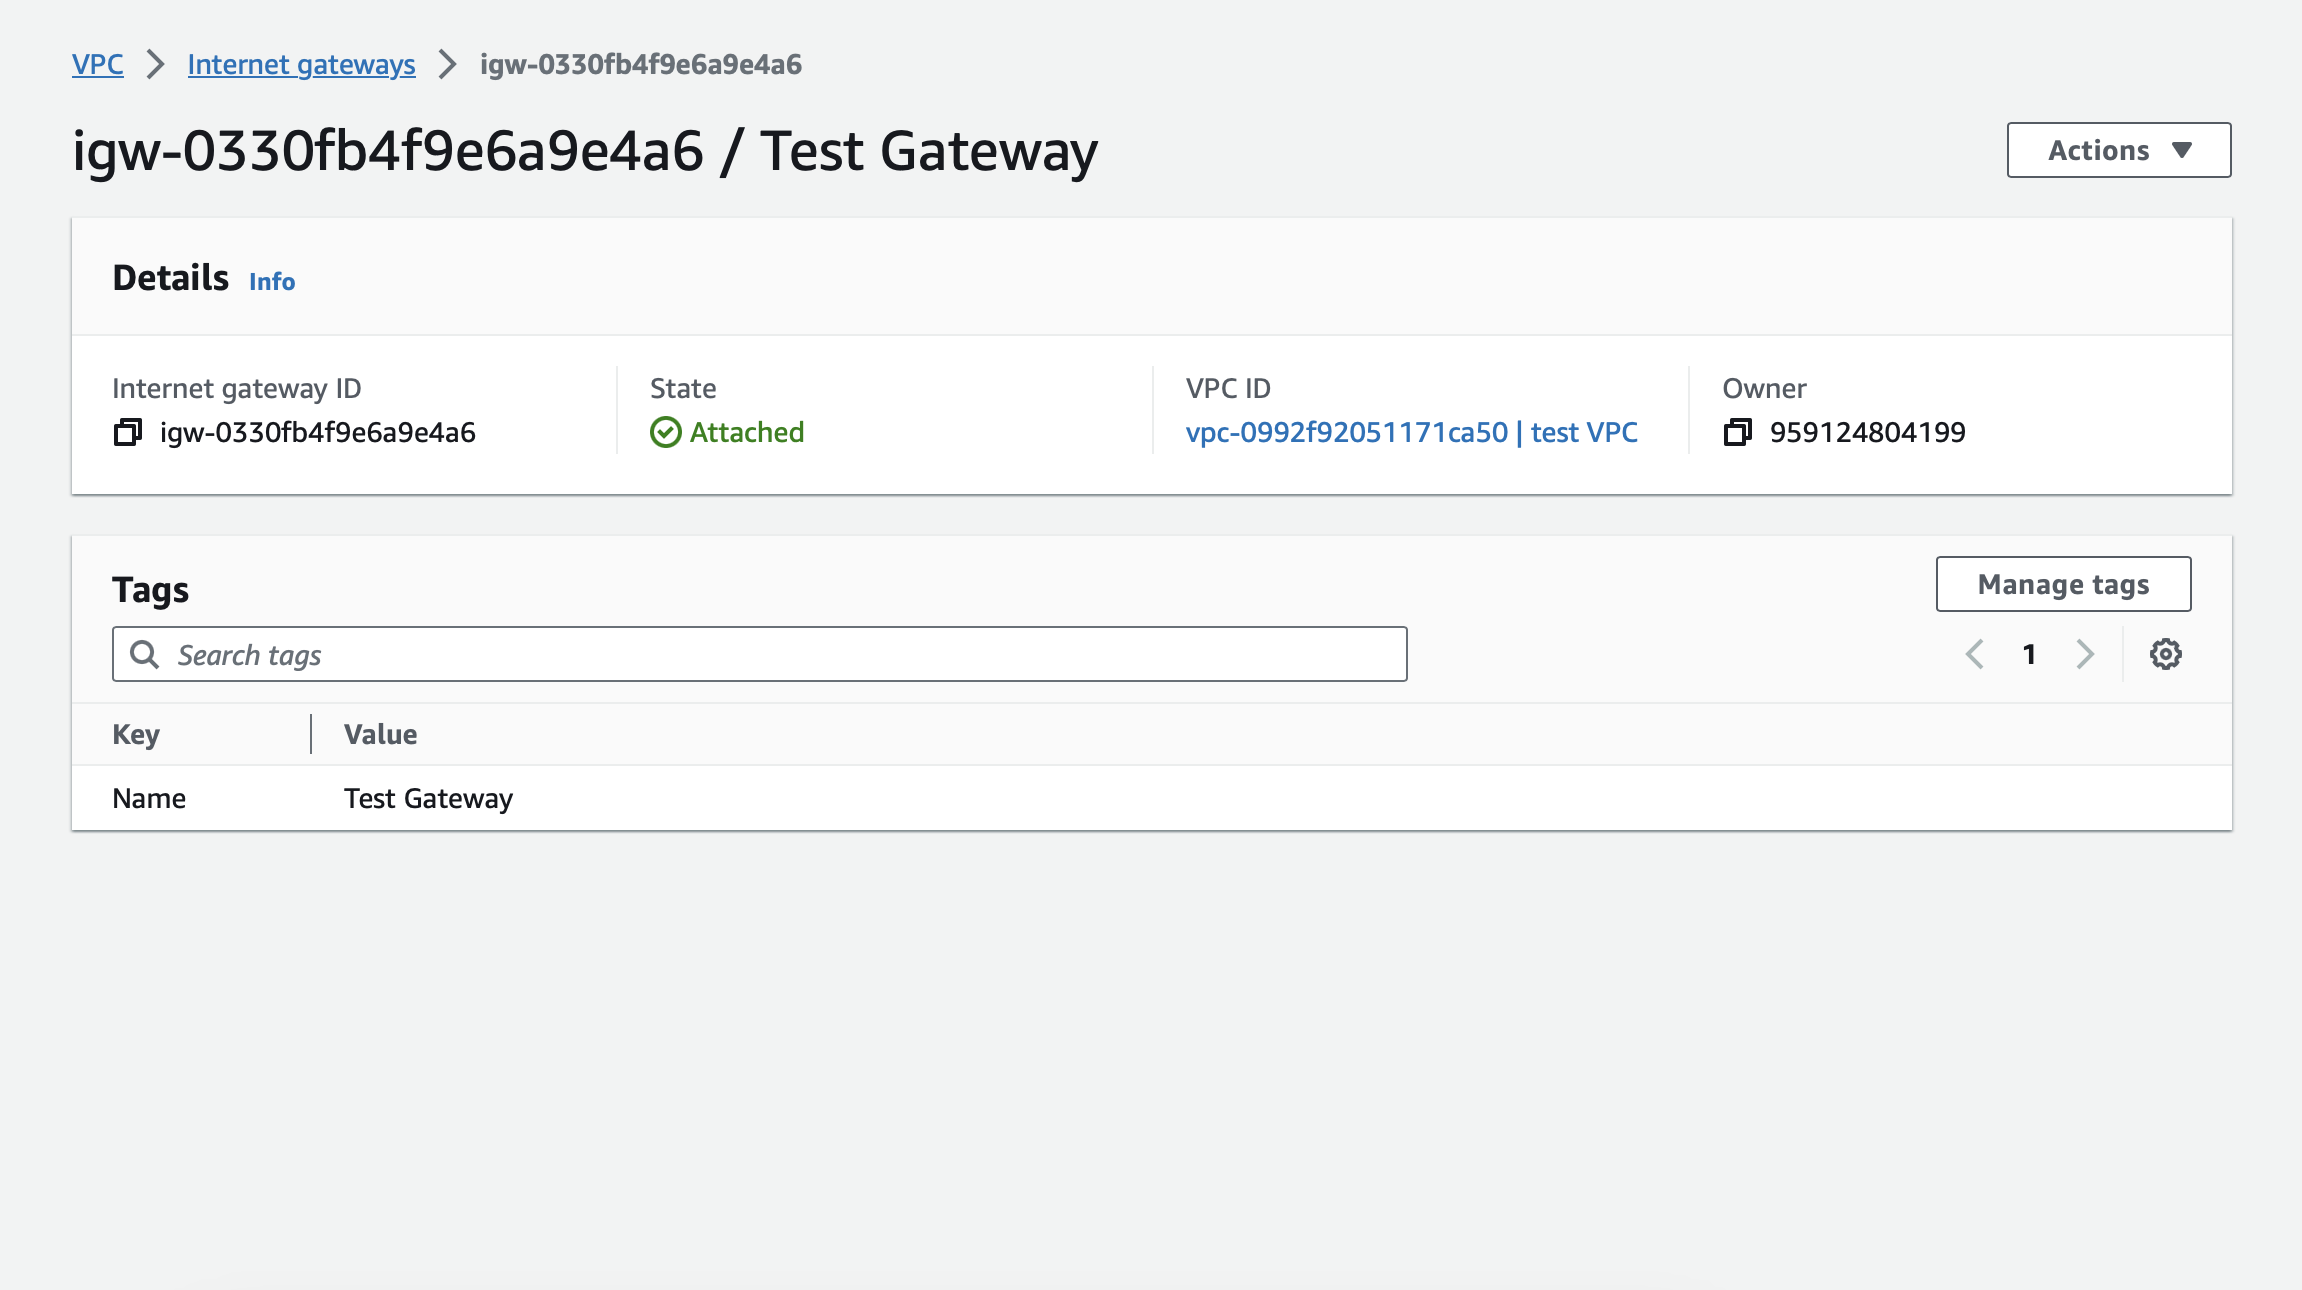 VPC > Internet gateways > igw-0330fb4f9e6a9e4a6
igw-0330fb4f9e6a9e4a6 / Test Gateway
Actions
Details Info
Internet gateway ID State VPC ID Owner
igw-0330fb4f9e6a9e4a6 Attached vpc-0992f92051171ca50 | test VPC 959124804199
Tags
Manage tags
Search tags
1
Key Value
Name Test Gateway